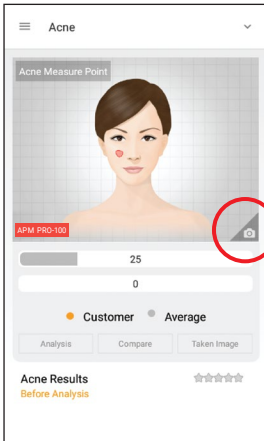 Acne
Acne Measure Point
APM PRO-100
25
0
Customer Average
Analysis Compare Taken Image
Acne Results
Before Analysis